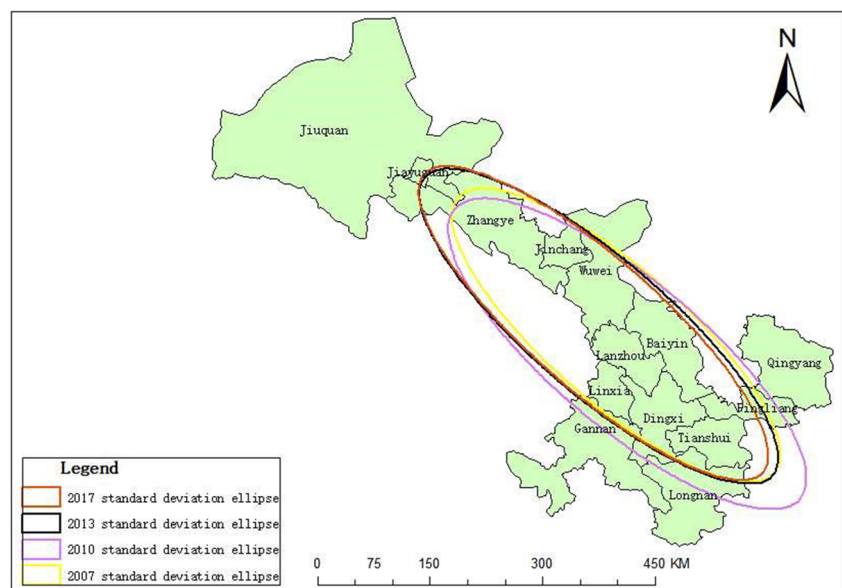 N
Jiuquan
Jiayuguan
Zhangye
Jinchang
Wuwei
Baiyin
Lanzhou
Qingyang
Linxia
Pingliang
Dingxi
Gannan
Tianshui
Longnan
Legend
2017 standard deviation ellipse
2013 standard deviation ellipse
2010 standard deviation ellipse
2007 standard deviation ellipse
0 75 150 300 450 KM